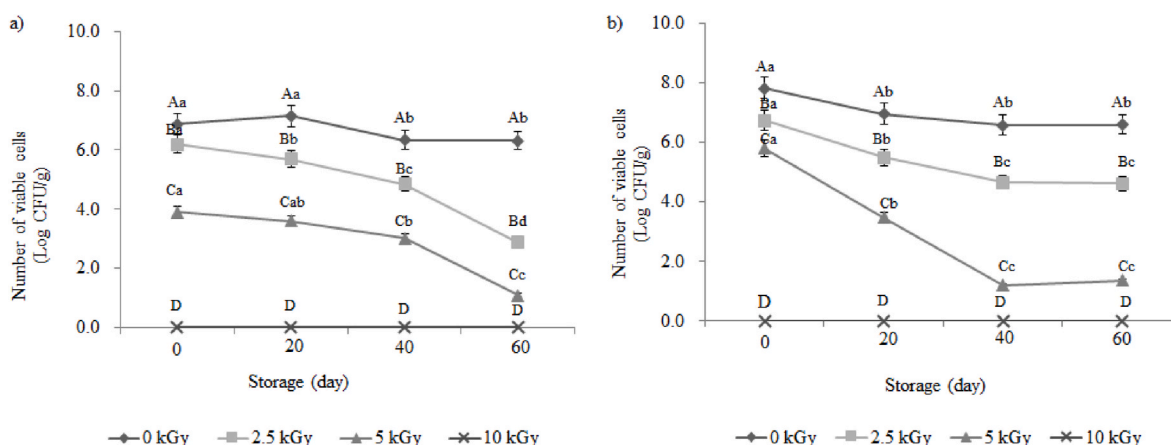 a)
Number of viable cells
(Log CFU/g)
10.0
8.0
6.0
4.0
2.0
0.0
Aa Aa Ab Ab
Ba Bb Bc Bd
Ca Cab Cb Cc
D D D D
0 20 40 60
Storage (day)
0 kGy 2.5 kGy 5 kGy 10 kGy
b)
Number of viable cells
(Log CFU/g)
10.0
8.0
6.0
4.0
2.0
0.0
Aa Ab Ab Ab
Ba Bb Bc Bc
Ca Cb Cc Cc
D D D D
0 20 40 60
Storage (day)
0 kGy 2.5 kGy 5 kGy 10 kGy